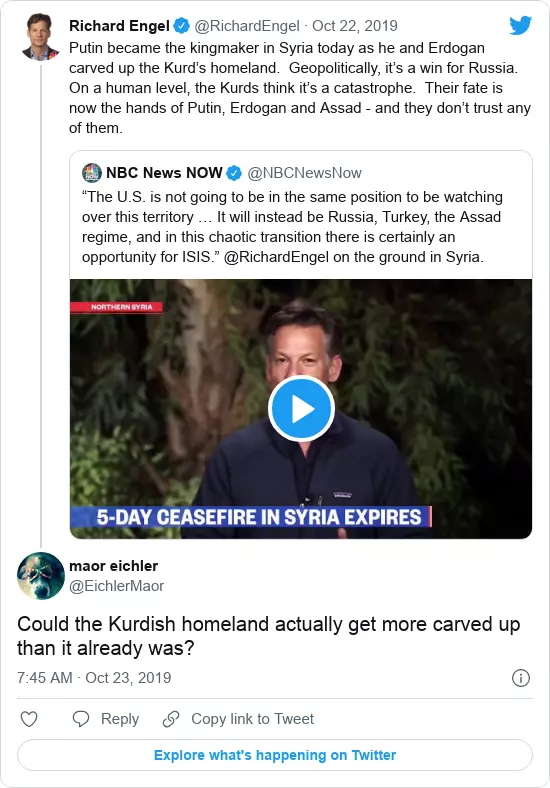 Richard Engel @RichardEngel · Oct 22, 2019
Putin became the kingmaker in Syria today as he and Erdogan
carved up the Kurd’s homeland.  Geopolitically, it’s a win for Russia.
On a human level, the Kurds think it’s a catastrophe.  Their fate is
now the hands of Putin, Erdogan and Assad - and they don’t trust any
of them.
NBC News NOW @NBCNewsNow
“The U.S. is not going to be in the same position to be watching
over this territory … It will instead be Russia, Turkey, the Assad
regime, and in this chaotic transition there is certainly an
opportunity for ISIS.” @RichardEngel on the ground in Syria.
NORTHERN SYRIA
patagonia
5-DAY CEASEFIRE IN SYRIA EXPIRES
maor eichler
@EichlerMaor
Could the Kurdish homeland actually get more carved up
than it already was?
7:45 AM · Oct 23, 2019
Reply
Copy link to Tweet
Explore what's happening on Twitter